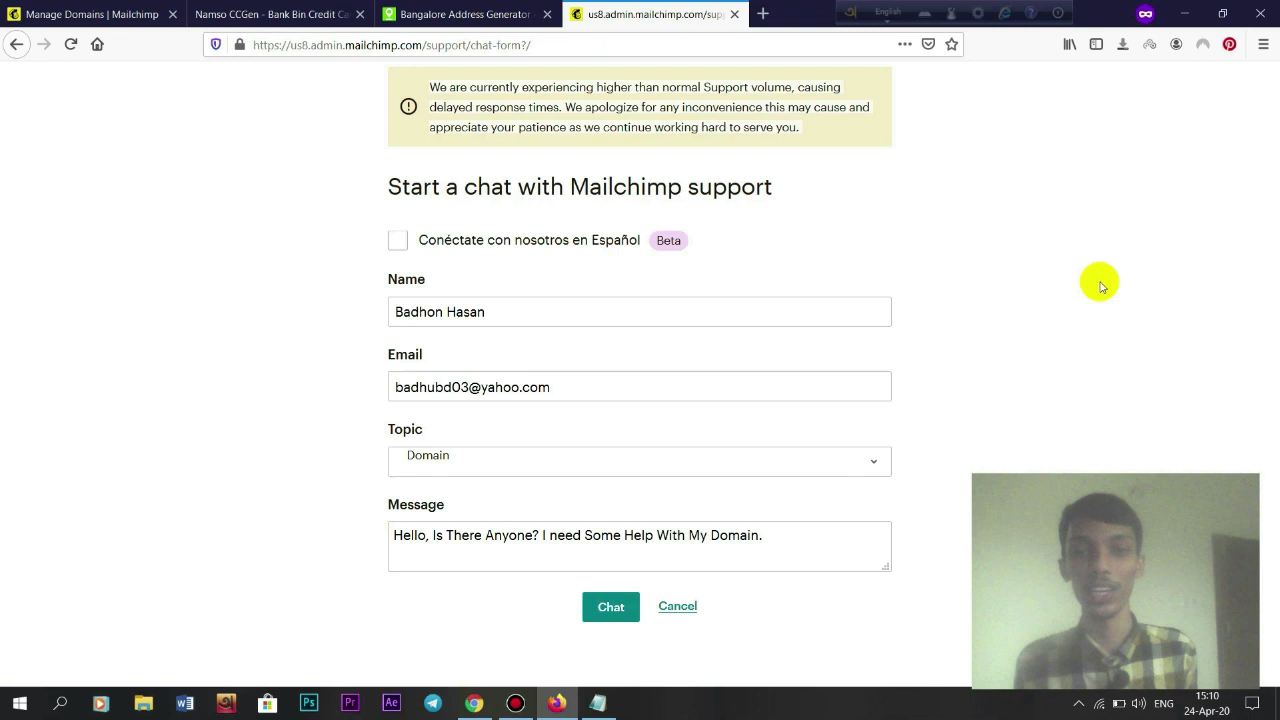 Manage Domains | Mailchimp
Namso CCGen - Bank Bin Credit Ca
Bangalore Address Generator -
us8.admin.mailchimp.com/supp
English
https://us8.admin.mailchimp.com/support/chat-form?/
We are currently experiencing higher than normal Support volume, causing
delayed response times. We apologize for any inconvenience this may cause and
appreciate your patience as we continue working hard to serve you.
Start a chat with Mailchimp support
Conéctate con nosotros en Español Beta
Name
Badhon Hasan
Email
badhubd03@yahoo.com
Topic
Domain
Message
Hello, Is There Anyone? I need Some Help With My Domain.
Chat Cancel
Ps Pr Ae
ENG
15:10
24-Apr-20